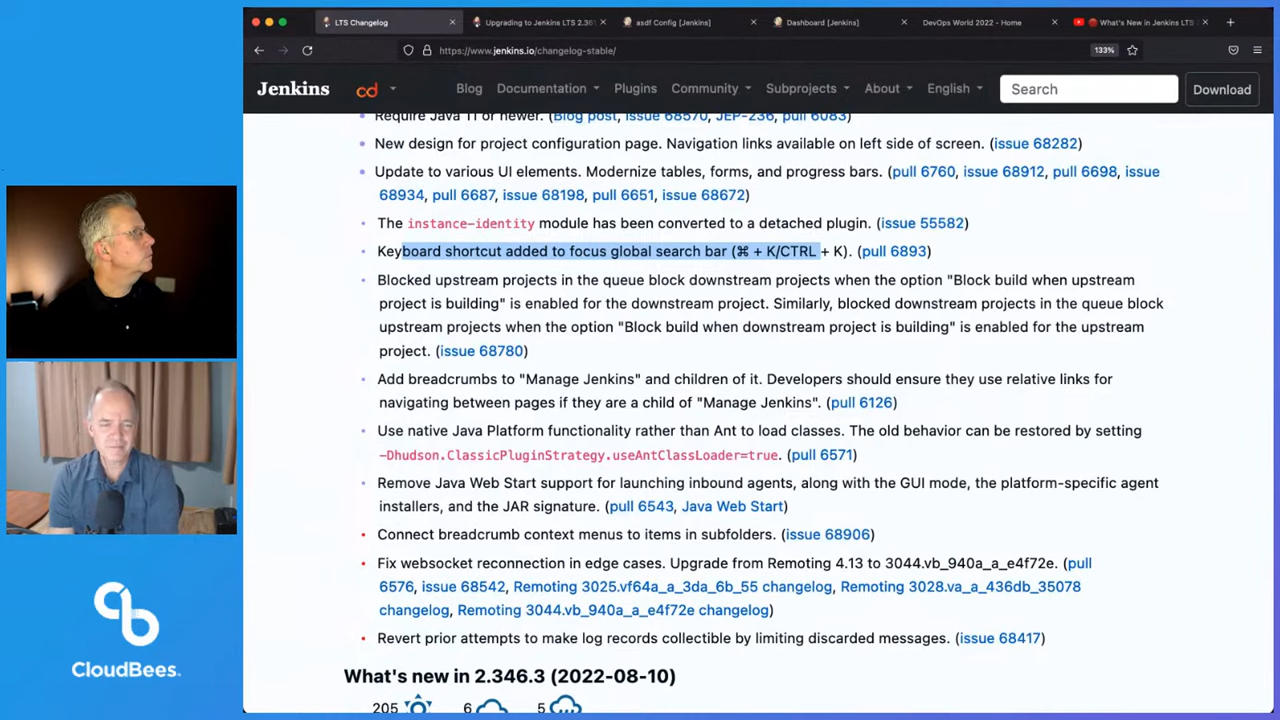 LTS Changelog
Upgrading to Jenkins LTS 2.361
asdf Config [Jenkins]
Dashboard [Jenkins]
DevOps World 2022 - Home
What's New in Jenkins LTS
https://www.jenkins.io/changelog-stable/
133%
Jenkins
cd
Blog
Documentation
Plugins
Community
Subprojects
About
English
Search
Download
Require Java 11 or newer. (Blog post, issue 68570, JEP-236, pull 6083)
New design for project configuration page. Navigation links available on left side of screen. (issue 68282)
Update to various UI elements. Modernize tables, forms, and progress bars. (pull 6760, issue 68912, pull 6698, issue
68934, pull 6687, issue 68198, pull 6651, issue 68672)
The instance-identity module has been converted to a detached plugin. (issue 55582)
Keyboard shortcut added to focus global search bar (⌘ + K/CTRL + K). (pull 6893)
Blocked upstream projects in the queue block downstream projects when the option "Block build when upstream
project is building" is enabled for the downstream project. Similarly, blocked downstream projects in the queue block
upstream projects when the option "Block build when downstream project is building" is enabled for the upstream
project. (issue 68780)
Add breadcrumbs to "Manage Jenkins" and children of it. Developers should ensure they use relative links for
navigating between pages if they are a child of "Manage Jenkins". (pull 6126)
Use native Java Platform functionality rather than Ant to load classes. The old behavior can be restored by setting
-Dhudson.ClassicPluginStrategy.useAntClassLoader=true. (pull 6571)
Remove Java Web Start support for launching inbound agents, along with the GUI mode, the platform-specific agent
installers, and the JAR signature. (pull 6543, Java Web Start)
Connect breadcrumb context menus to items in subfolders. (issue 68906)
Fix websocket reconnection in edge cases. Upgrade from Remoting 4.13 to 3044.vb_940a_a_e4f72e. (pull
6576, issue 68542, Remoting 3025.vf64a_a_3da_6b_55 changelog, Remoting 3028.va_a_436db_35078
changelog, Remoting 3044.vb_940a_a_e4f72e changelog)
Revert prior attempts to make log records collectible by limiting discarded messages. (issue 68417)
What's new in 2.346.3 (2022-08-10)
205
6
5
CloudBees.